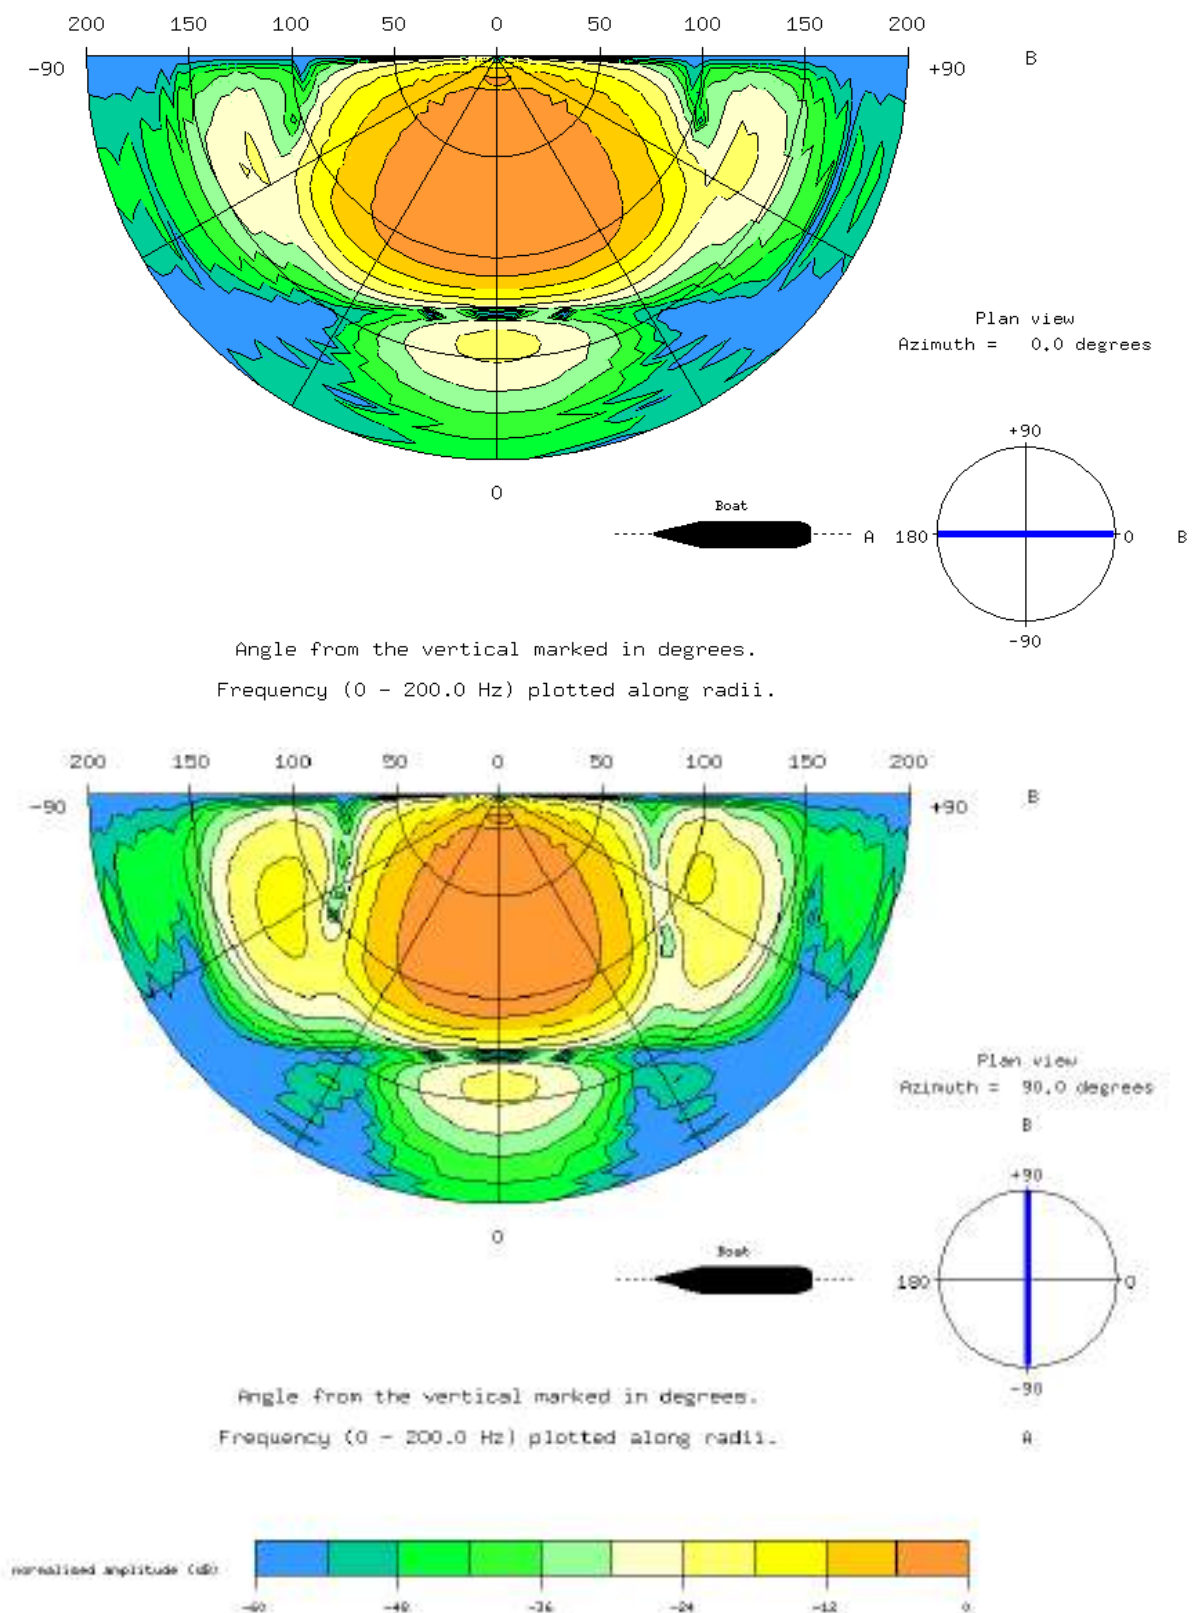 200 150 100 50 0 50 100 150 200
-90 +90 B
Plan view
Azimuth = 0.0 degrees
+90
0
Boat
A 180 0 B
-90
Angle from the vertical marked in degrees.
Frequency (0 - 200.0 Hz) plotted along radii.
200 150 100 50 0 50 100 150 200
-90 +90 B
Plan view
Azimuth = 90.0 degrees
B
+90
0
Boat
180 0
-90
Angle from the vertical marked in degrees.
Frequency (0 - 200.0 Hz) plotted along radii.
A
normalised amplitude (dB)
-60 -48 -36 -24 -12 0